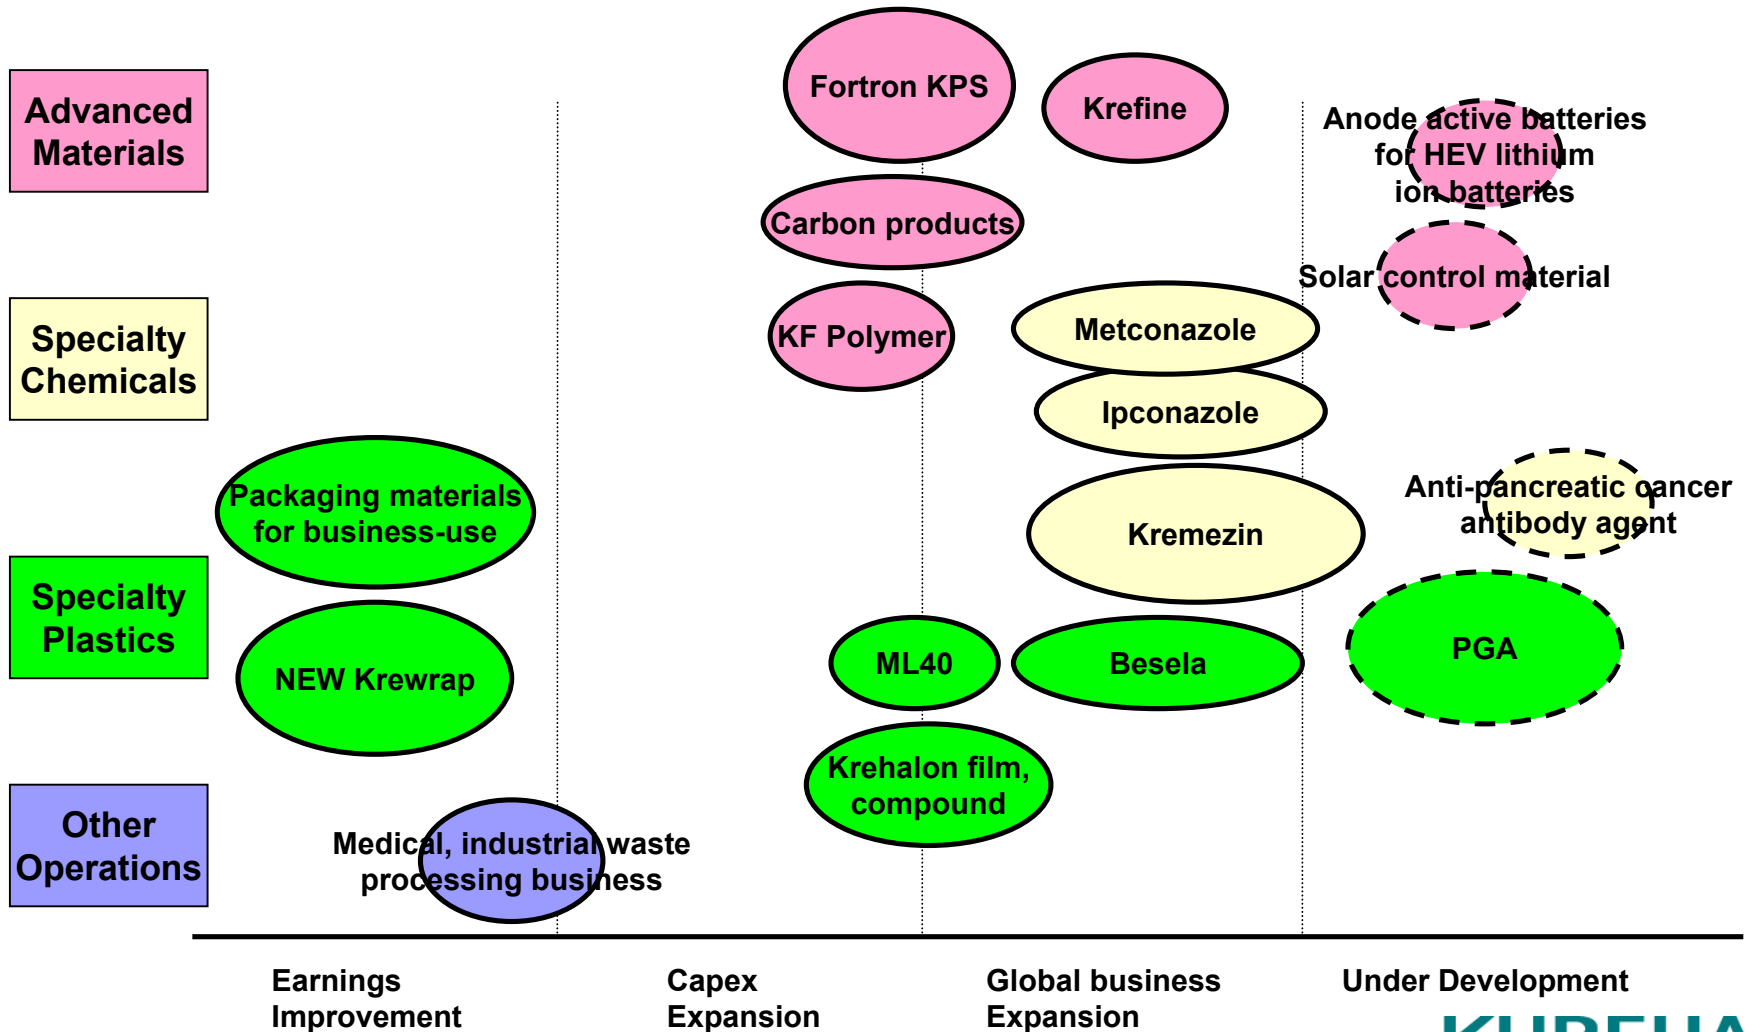 Advanced
Materials
Fortron KPS
Krefine
Anode active batteries
for HEV lithium
ion batteries
Carbon products
Solar control material
Specialty
Chemicals
KF Polymer
Metconazole
Ipconazole
Packaging materials
for business-use
Kremezin
Anti-pancreatic cancer
antibody agent
Specialty
Plastics
NEW Krewrap
ML40
Besela
PGA
Krehalon film,
compound
Other
Operations
Medical, industrial waste
processing business
Earnings
Improvement
Capex
Expansion
Global business
Expansion
Under Development
KUREHA